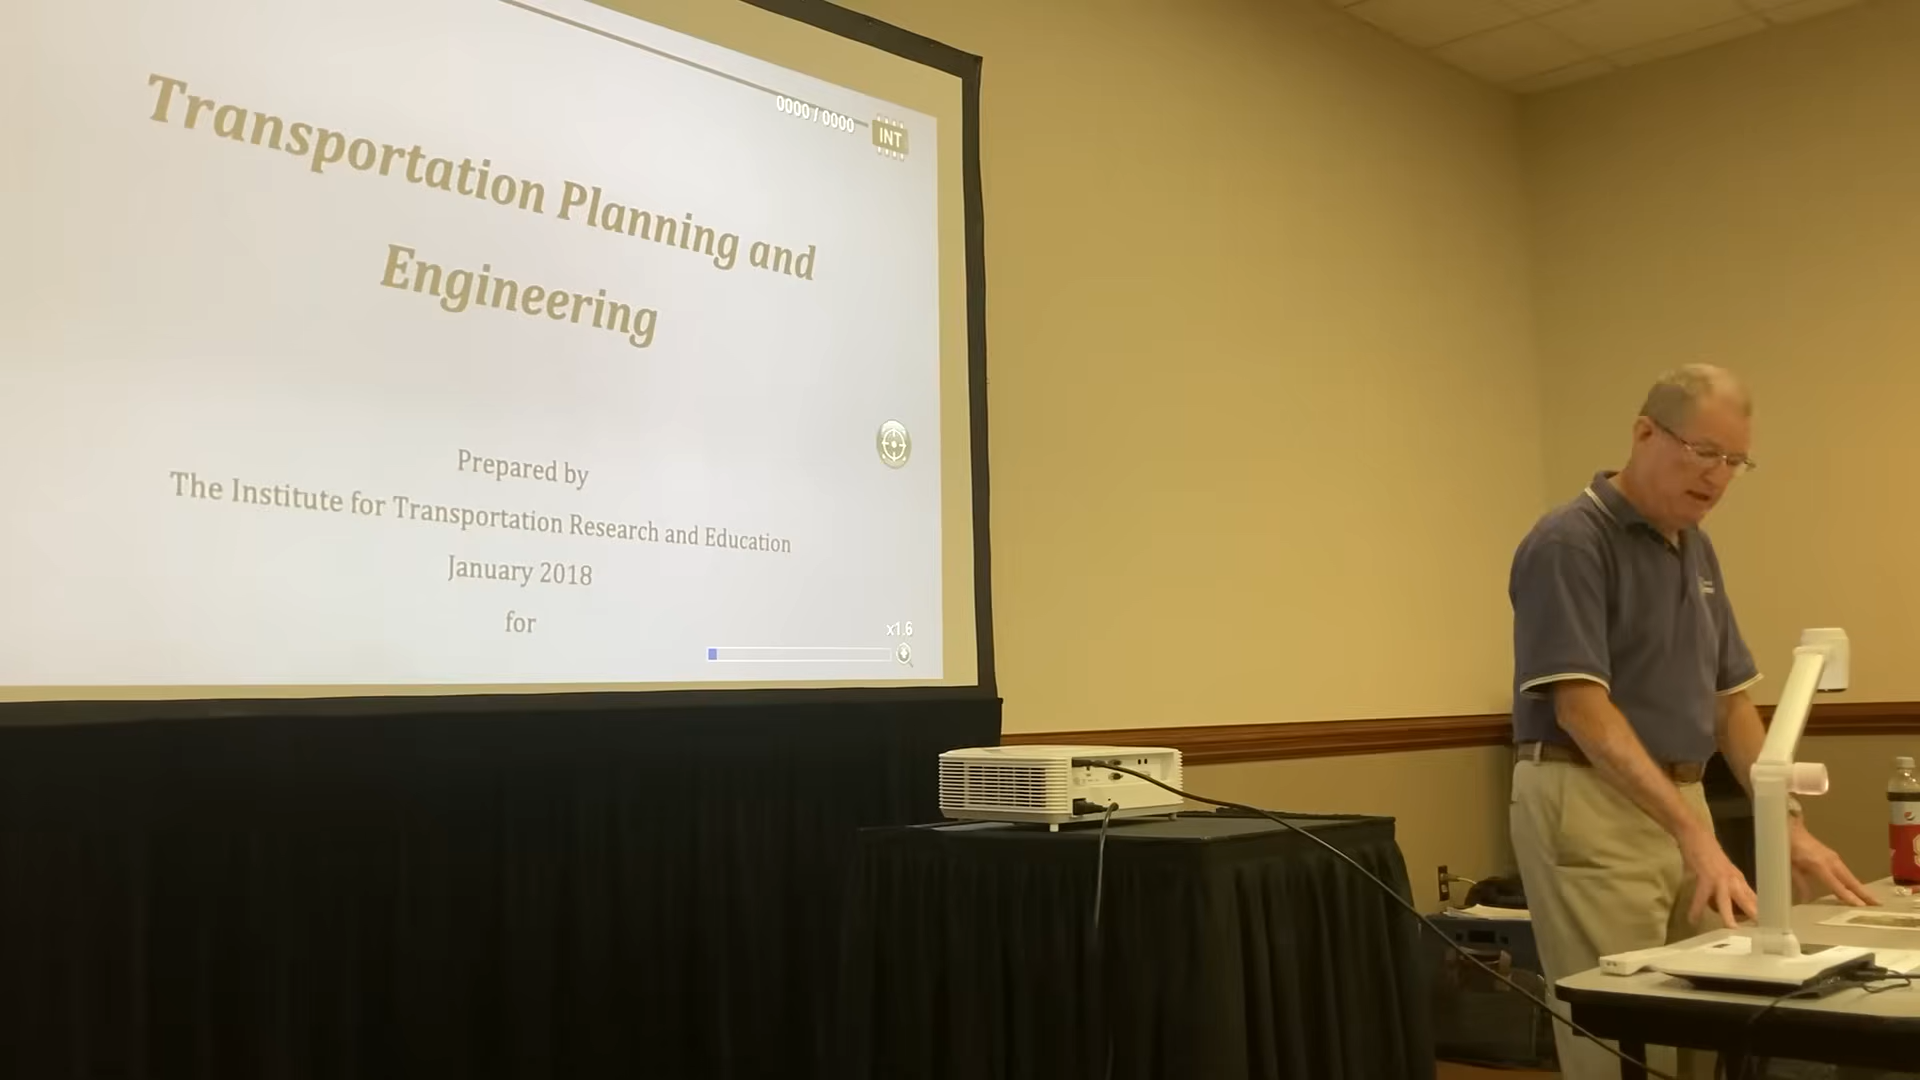 0000 / 0000
INT
Transportation Planning and
Engineering
Prepared by
The Institute for Transportation Research and Education
January 2018
for
x1.6